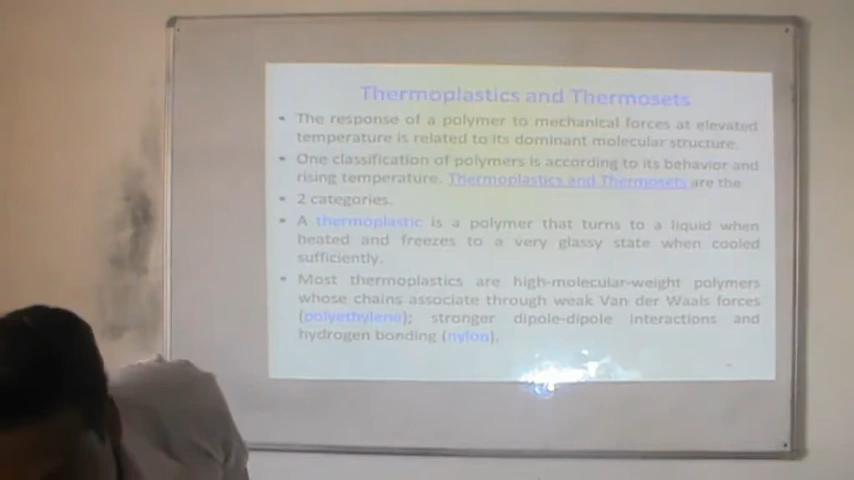 Thermoplastics and Thermosets
• The response of a polymer to mechanical forces at elevated
temperature is related to its dominant molecular structure.
• One classification of polymers is according to its behavior and
rising temperature. Thermoplastics and Thermosets are the
• 2 categories.
• A thermoplastic is a polymer that turns to a liquid when
heated and freezes to a very glassy state when cooled
sufficiently.
• Most thermoplastics are high-molecular-weight polymers
whose chains associate through weak Van der Waals forces
(polyethylene); stronger dipole-dipole interactions and
hydrogen bonding (nylon).